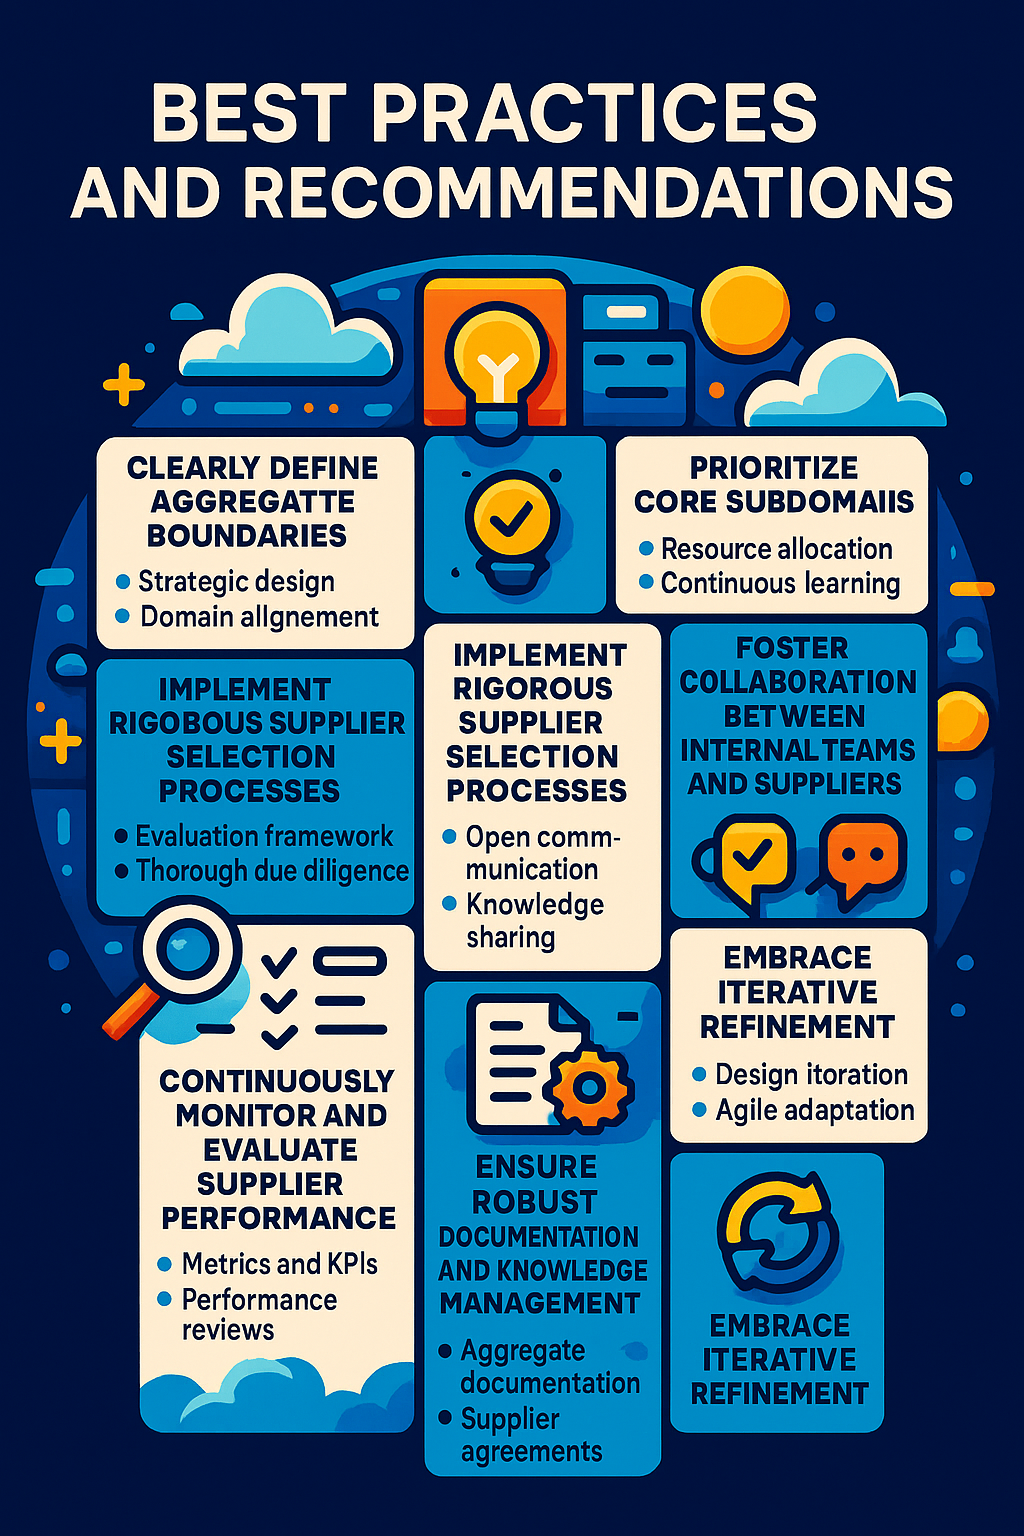 BEST PRACTICES
AND RECOMMENDATIONS
CLEARLY DEFINE
AGGREGATTE
BOUNDARIES
• Strategic design
• Domain allgnement
PRIORITIZE
CORE SUBDOMAIIS
• Resource allocation
• Continuous learning
IMPLEMENT
RIGOBOUS SUPPLIER
SELECTION
PROCESSES
• Evaluation framework
• Thorough due diligence
IMPLEMENT
RIGOROUS
SUPPLIER
SELECTION
PROCESSES
• Open comm-
munication
• Knowledge
sharing
FOSTER
COLLABORATION
BETWEEN
INTERNAL TEAMS
AND SUPPLIERS
CONTINUOUSLY
MONITOR AND
EVALUATE
SUPPLIER
PERFORMANCE
• Metrics and KPIs
• Performance
reviews
ENSURE
ROBUST
DOCUMENTATION
AND KNOWLEDGE
MANAGEMENT
• Aggregate
documentation
• Supplier
agreements
EMBRACE
ITERATIVE
REFINEMENT
• Design itoration
• Agile adaptation
EMBRACE
ITERATIVE
REFINEMENT